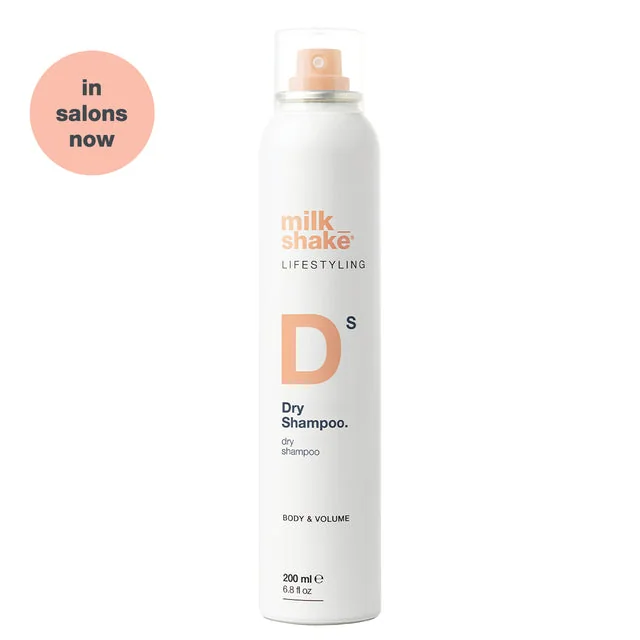 in
salons
now
milk_
shake®
LIFESTYLING
D s
Dry
Shampoo.
dry
shampoo
BODY & VOLUME
200 ml ℮
6.8 fl oz